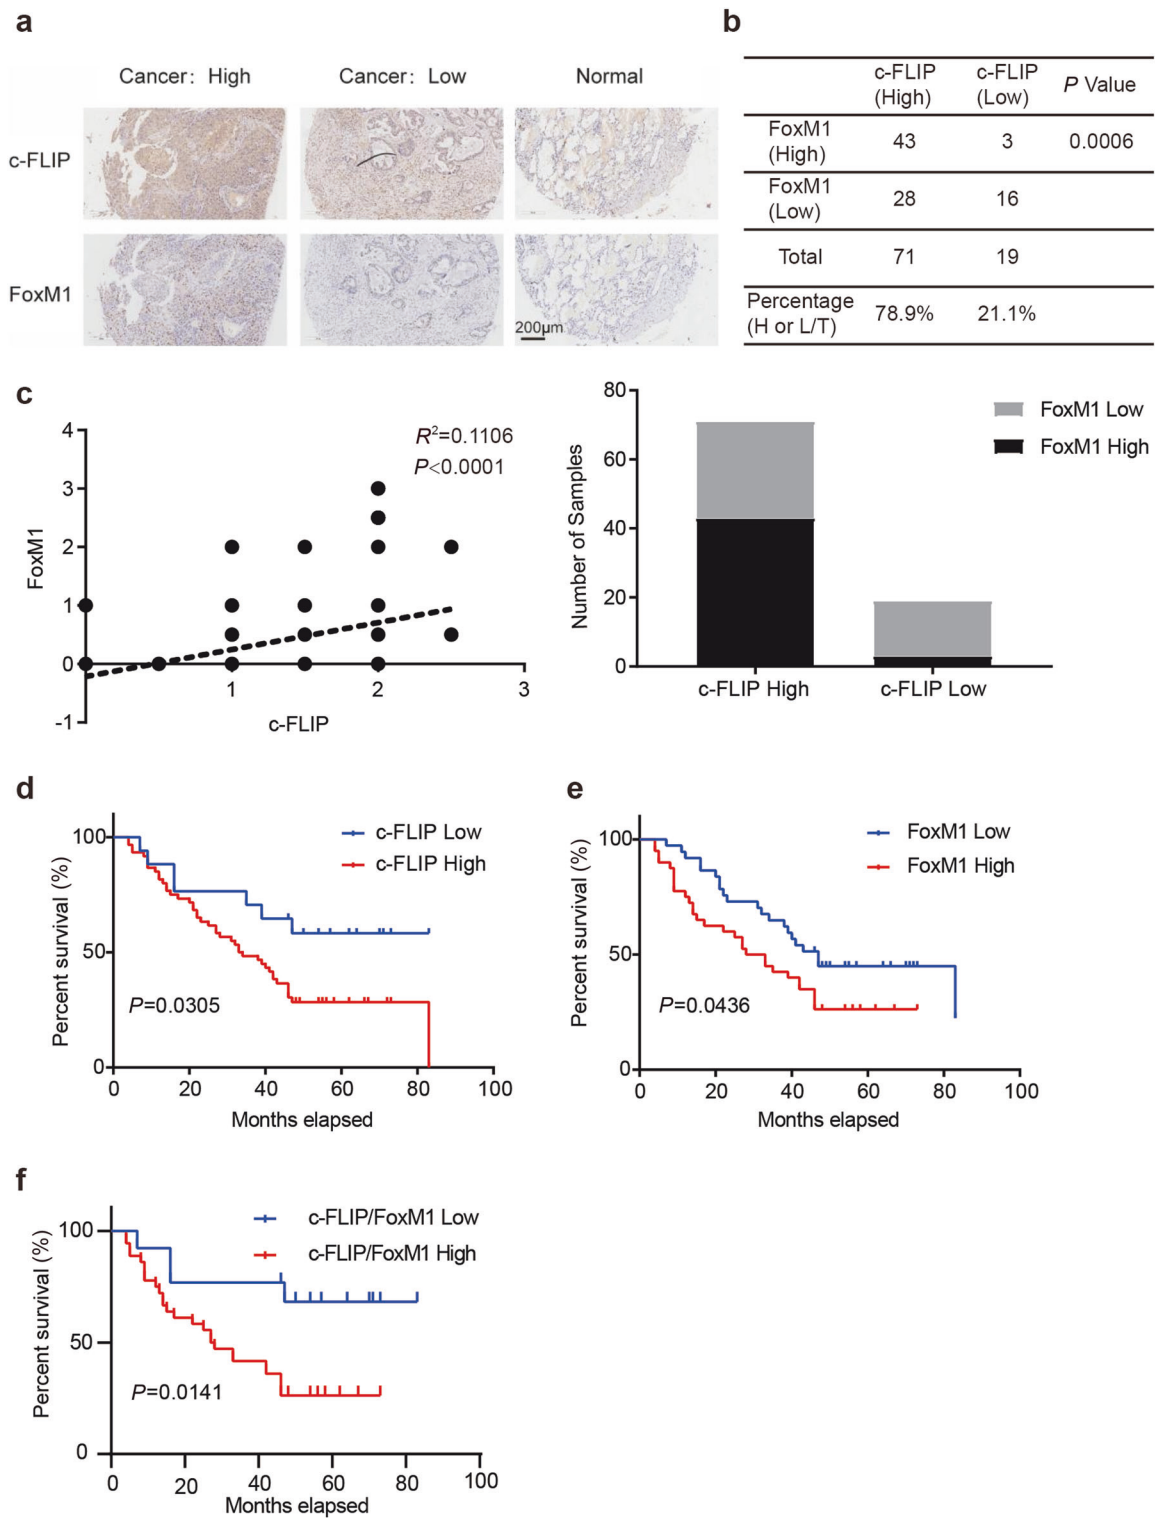 a
Cancer: High
Cancer: Low
Normal
c-FLIP
FoxM1
200μm
b
c-FLIP (High)
c-FLIP (Low)
P Value
FoxM1 (High)
43
3
0.0006
FoxM1 (Low)
28
16
Total
71
19
Percentage (H or L/T)
78.9%
21.1%
c
4
3
2
1
0
-1
FoxM1
R²=0.1106
P<0.0001
1
2
3
c-FLIP
80
60
40
20
0
Number of Samples
FoxM1 Low
FoxM1 High
c-FLIP High
c-FLIP Low
d
100
50
0
Percent survival (%)
c-FLIP Low
c-FLIP High
P=0.0305
0
20
40
60
80
100
Months elapsed
e
100
50
0
Percent survival (%)
FoxM1 Low
FoxM1 High
P=0.0436
0
20
40
60
80
100
Months elapsed
f
100
50
0
Percent survival (%)
c-FLIP/FoxM1 Low
c-FLIP/FoxM1 High
P=0.0141
0
20
40
60
80
100
Months elapsed